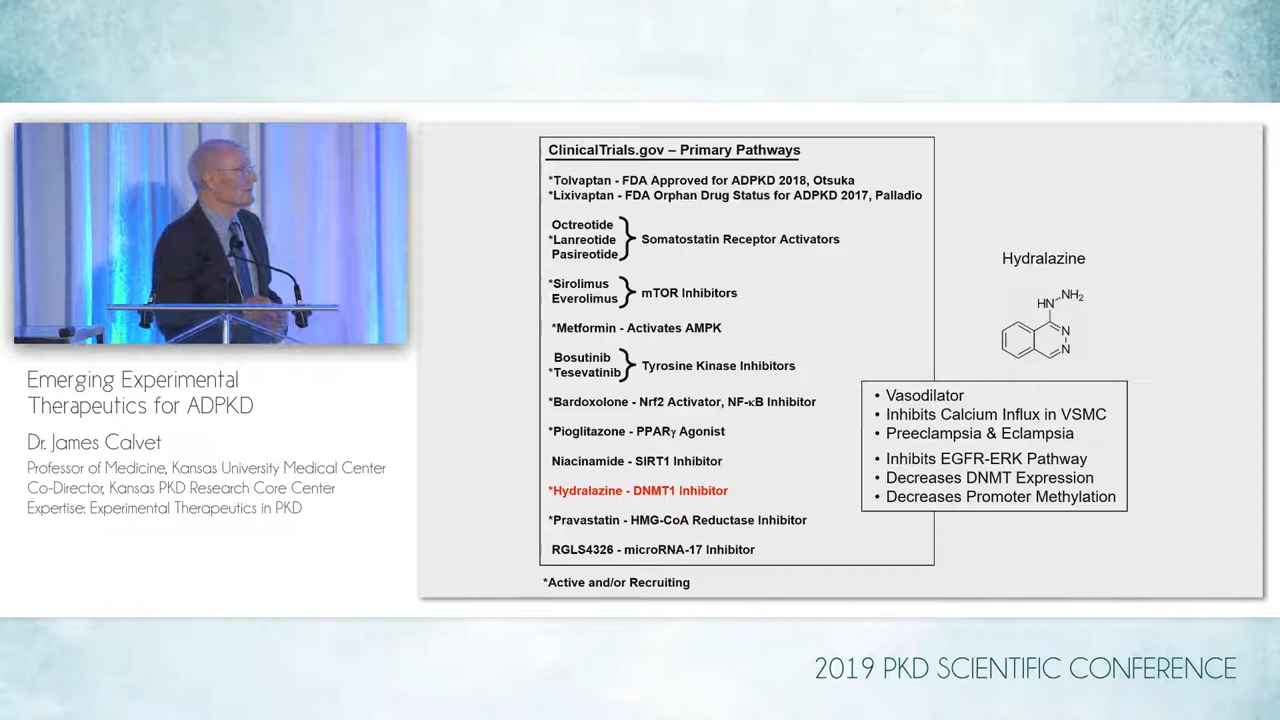 ClinicalTrials.gov – Primary Pathways
*Tolvaptan - FDA Approved for ADPKD 2018, Otsuka
*Lixivaptan - FDA Orphan Drug Status for ADPKD 2017, Palladio
Octreotide
*Lanreotide
Pasireotide
Somatostatin Receptor Activators
*Sirolimus
Everolimus
mTOR Inhibitors
*Metformin - Activates AMPK
Bosutinib
*Tesevatinib
Tyrosine Kinase Inhibitors
*Bardoxolone - Nrf2 Activator, NF-κB Inhibitor
*Pioglitazone - PPARγ Agonist
Niacinamide - SIRT1 Inhibitor
*Hydralazine - DNMT1 Inhibitor
*Pravastatin - HMG-CoA Reductase Inhibitor
RGLS4326 - microRNA-17 Inhibitor
*Active and/or Recruiting
Hydralazine
HN
NH2
N
N
• Vasodilator
• Inhibits Calcium Influx in VSMC
• Preeclampsia & Eclampsia
• Inhibits EGFR-ERK Pathway
• Decreases DNMT Expression
• Decreases Promoter Methylation
Emerging Experimental
Therapeutics for ADPKD
Dr. James Calvet
Professor of Medicine, Kansas University Medical Center
Co-Director, Kansas PKD Research Core Center
Expertise: Experimental Therapeutics in PKD
2019 PKD SCIENTIFIC CONFERENCE